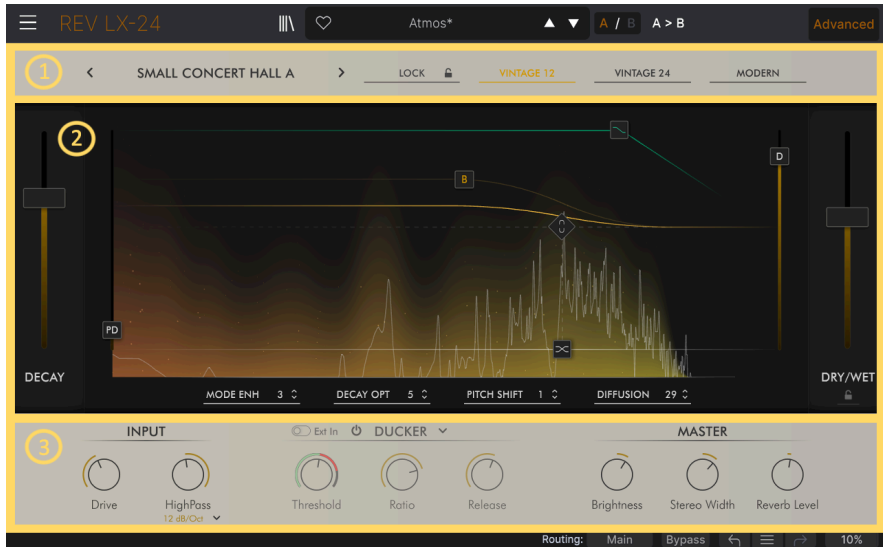 REV LX-24 Atmos* A / B A > B Advanced
1 SMALL CONCERT HALL A LOCK VINTAGE 12 VINTAGE 24 MODERN
2
D
B
PD
DECAY DRY/WET
MODE ENH 3 DECAY OPT 5 PITCH SHIFT 1 DIFFUSION 29
3 INPUT Ext In DUCKER MASTER
Drive HighPass Threshold Ratio Release Brightness Stereo Width Reverb Level
12 dB/Oct
Routing: Main Bypass 10%